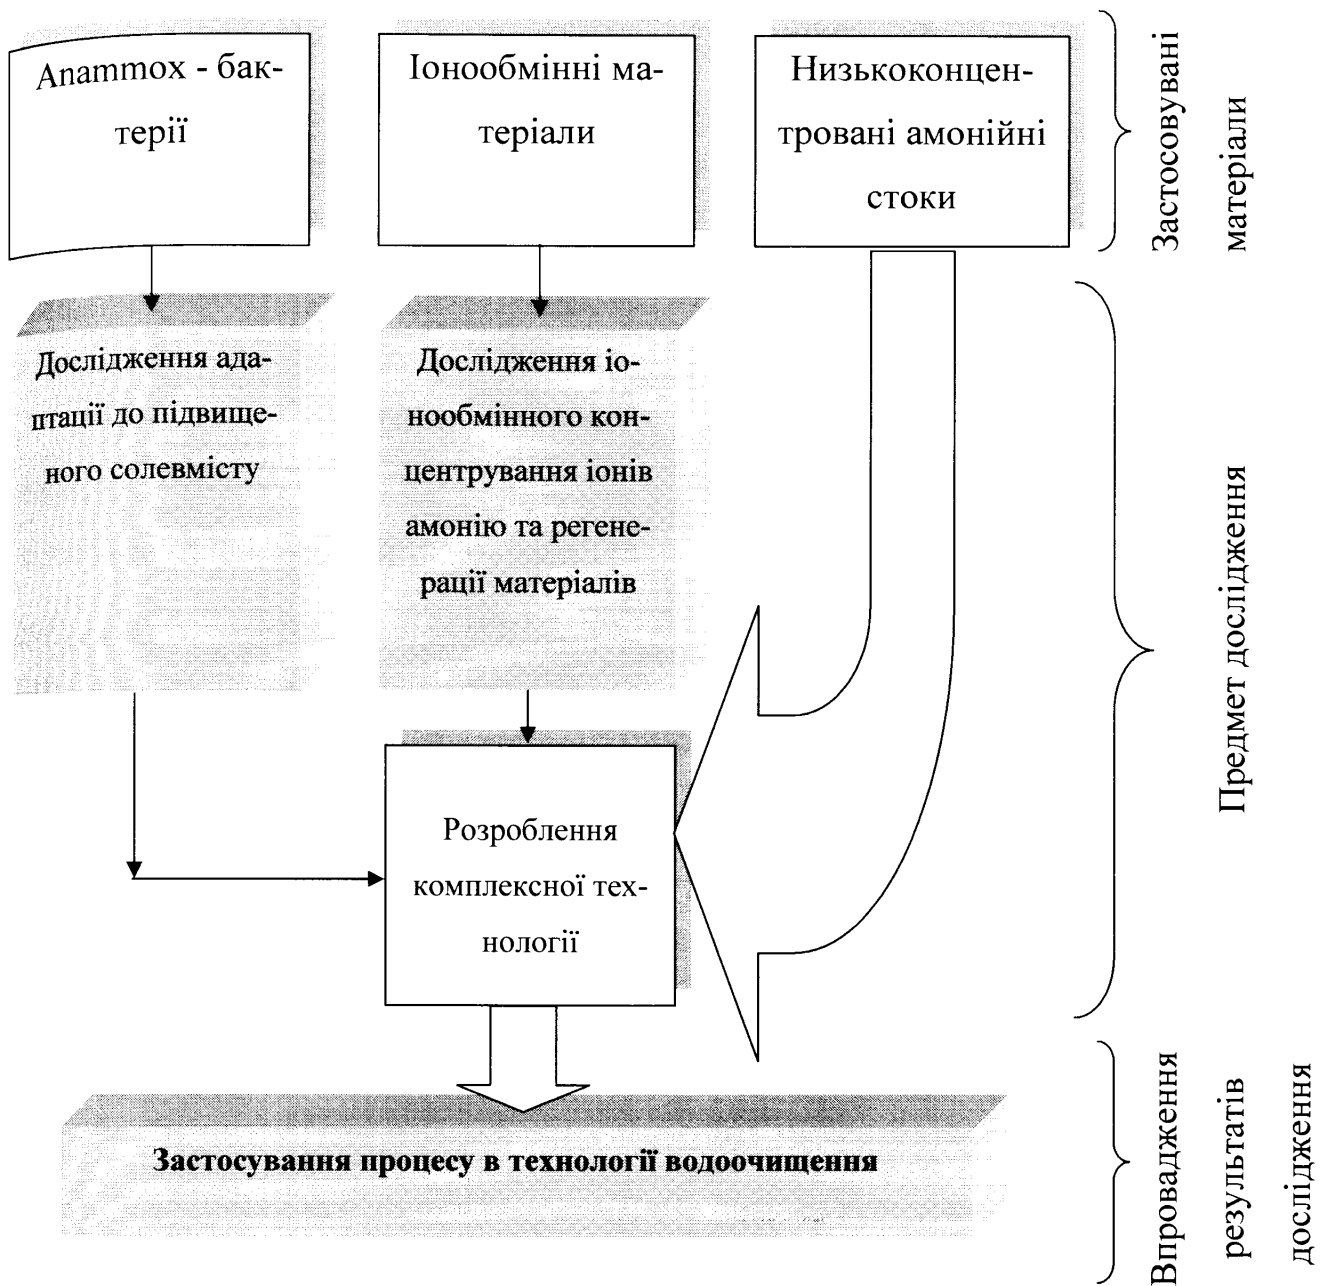 Anammox - бак-
терії
Іонообмінні ма-
теріали
Низькоконцен-
тровані амонійні
стоки
Застосовувані
матеріали
Дослідження ада-
птації до підвище-
ного солевмісту
Дослідження іо-
нообмінного кон-
центрування іонів
амонію та регене-
рації матеріалів
Предмет дослідження
Розроблення
комплексної тех-
нології
Застосування процесу в технології водоочищення
Впровадження
результатів
дослідження